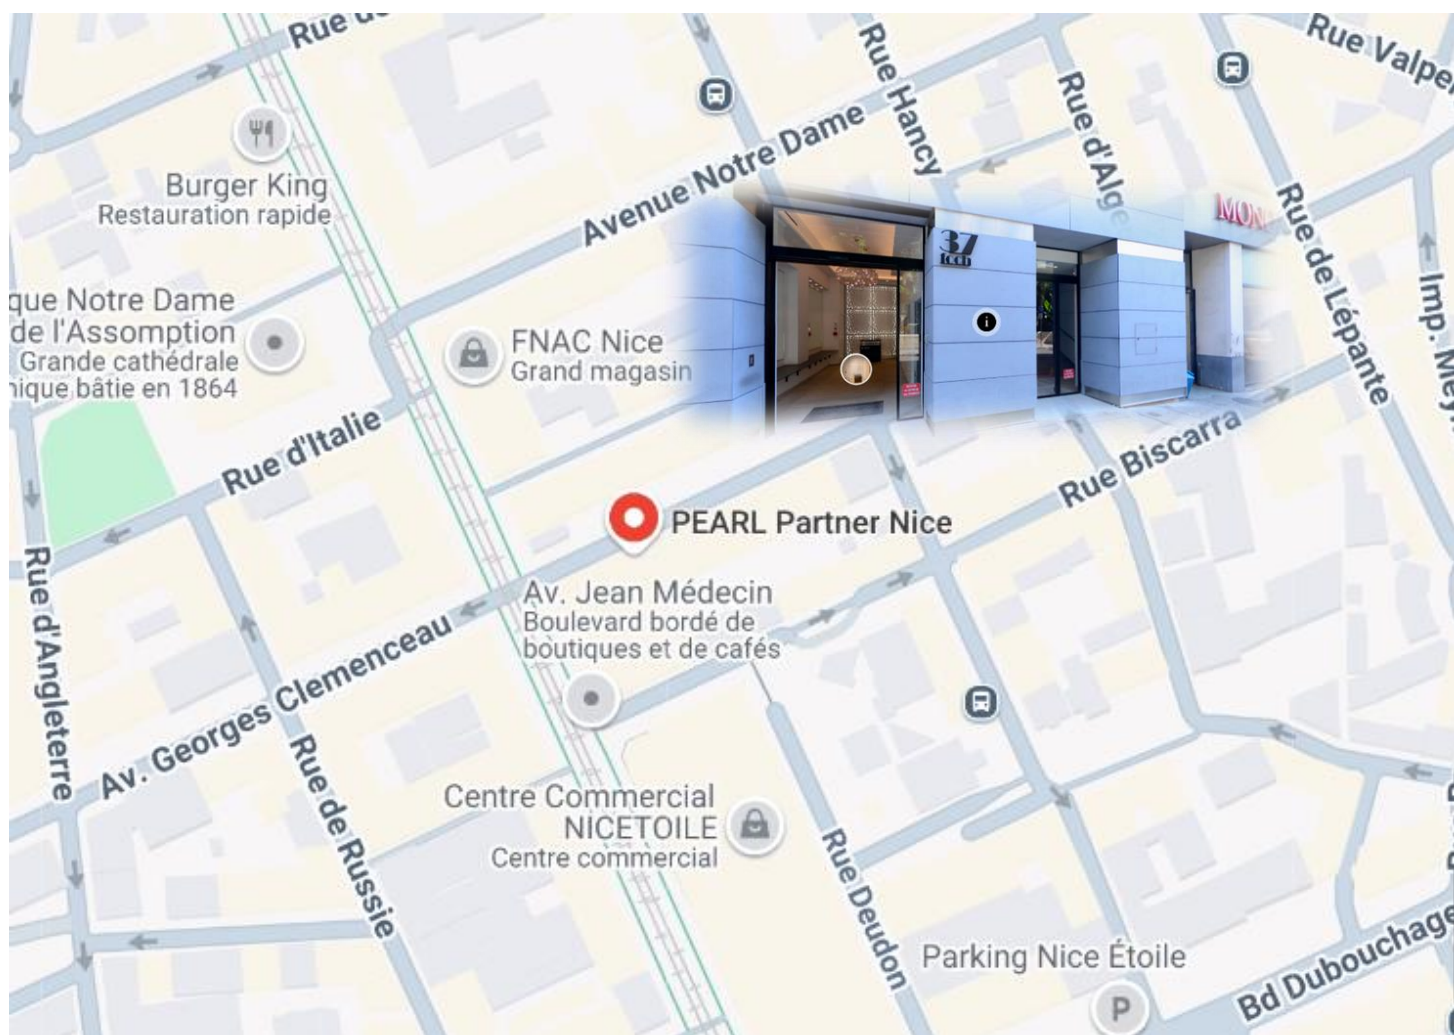 Rue
Rue Hancy
Rue d'Alge
Rue Valpe
Burger King
Restauration rapide
Avenue Notre Dame
MON
37
foch
Rue de Lépante
Imp. Mey
que Notre Dame
de l'Assomption
Grande cathédrale
nique bâtie en 1864
FNAC Nice
Grand magasin
Rue d'Italie
Rue Biscarra
PEARL Partner Nice
Rue d'Angleterre
Av. Jean Médecin
Boulevard bordé de
boutiques et de cafés
Av. Georges Clemenceau
Rue de Russie
Centre Commercial
NICETOILE
Centre commercial
Rue Deudon
Parking Nice Étoile
P
Bd Dubouchage